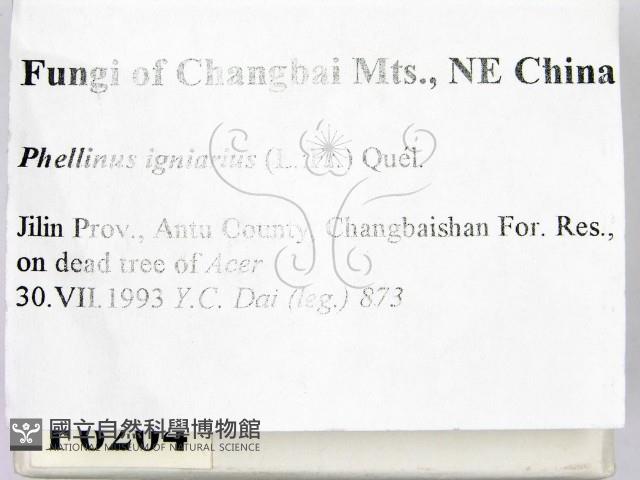 Fungi of Changbai Mts., NE China
Phellinus igniarius (L.: Fr.) Quél.
Jilin Prov., Antu County, Changbaishan For. Res.,
on dead tree of Acer
30.VII.1993 Y.C. Dai (leg.) 873
國立自然科學博物館
NATIONAL MUSEUM OF NATURAL SCIENCE